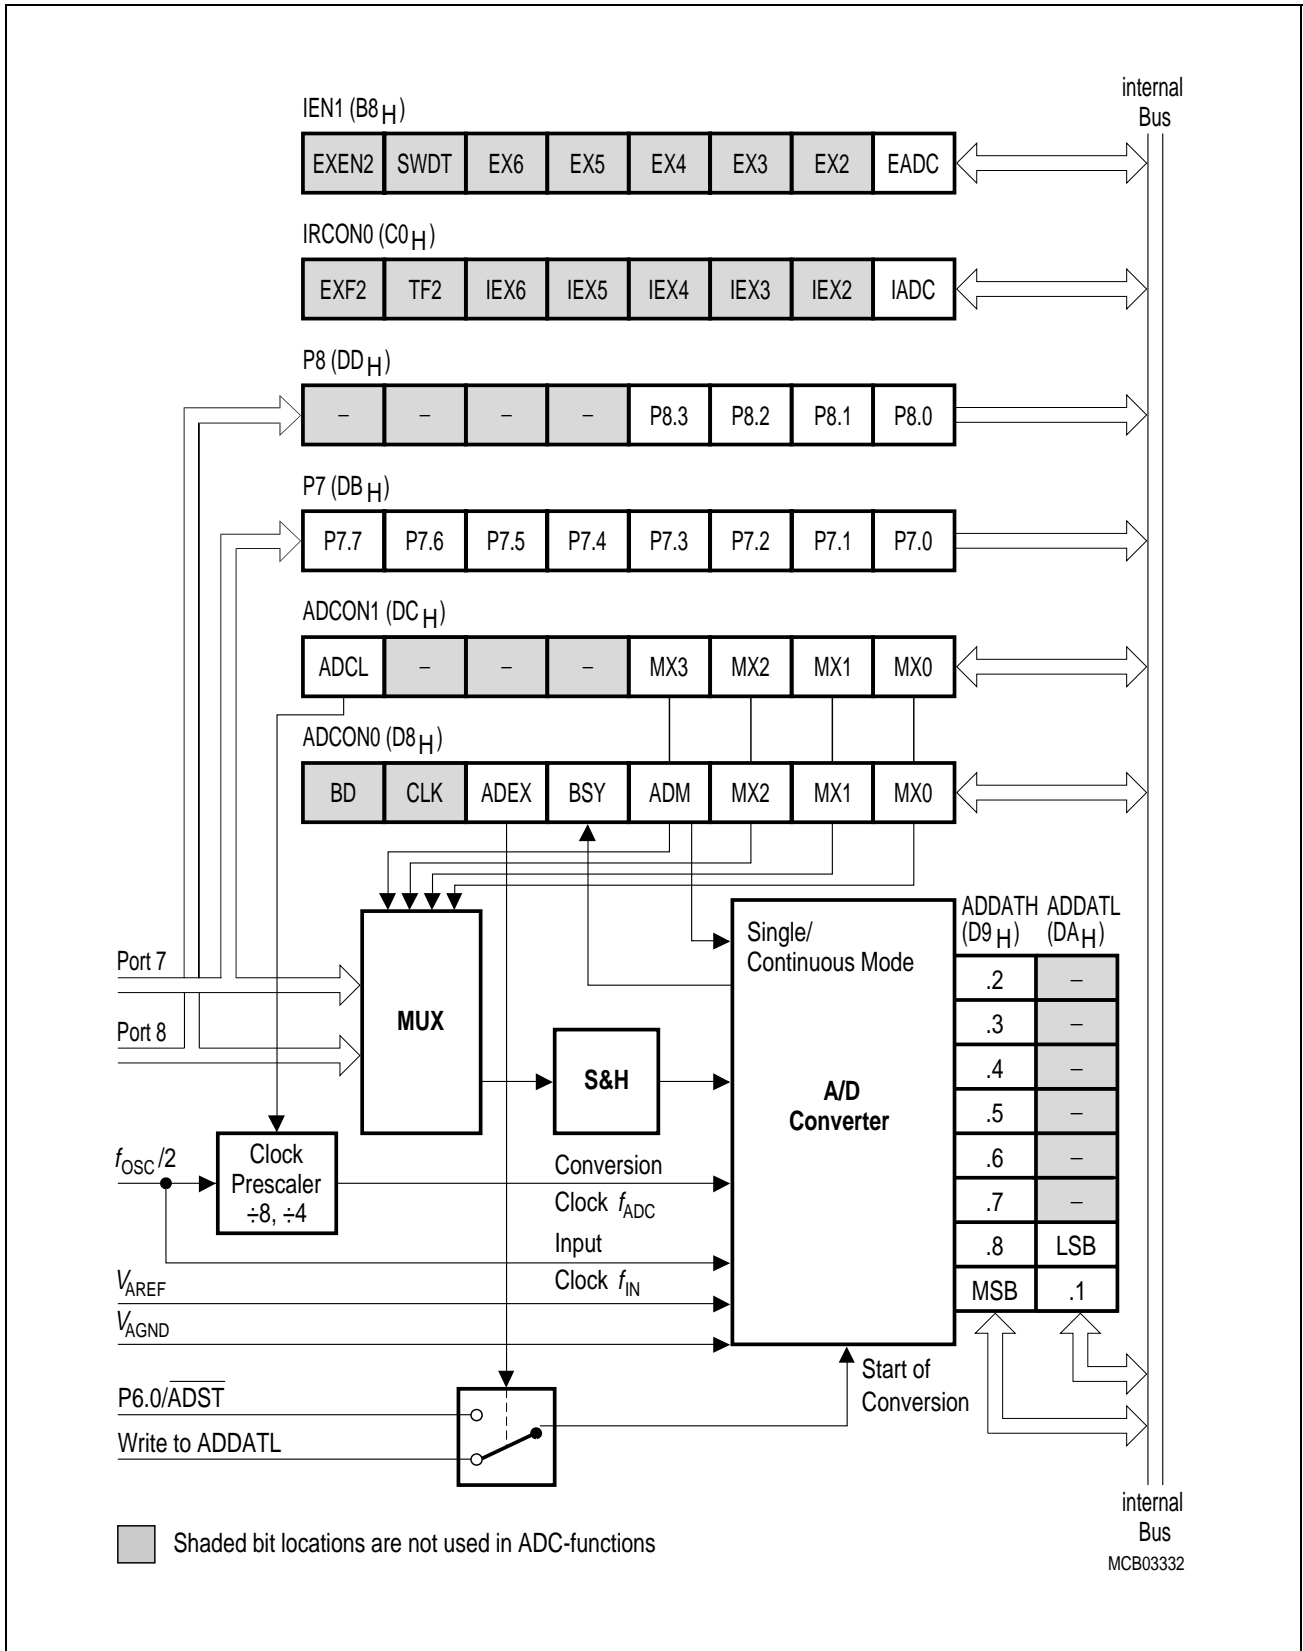 internal
Bus
IEN1 (B8H)
EXEN2 SWDT EX6 EX5 EX4 EX3 EX2 EADC
IRCON0 (C0H)
EXF2 TF2 IEX6 IEX5 IEX4 IEX3 IEX2 IADC
P8 (DDH)
– – – – P8.3 P8.2 P8.1 P8.0
P7 (DBH)
P7.7 P7.6 P7.5 P7.4 P7.3 P7.2 P7.1 P7.0
ADCON1 (DCH)
ADCL – – – MX3 MX2 MX1 MX0
ADCON0 (D8H)
BD CLK ADEX BSY ADM MX2 MX1 MX0
ADDATH ADDATL
(D9H) (DAH)
Single/
Continuous Mode
Port 7
.2 –
MUX
.3 –
Port 8
S&H
.4 –
A/D
Converter
.5 –
fOSC/2
Clock
Prescaler
÷8, ÷4
Conversion
Clock fADC
.6 –
.7 –
Input
Clock fIN
.8 LSB
VAREF
MSB .1
VAGND
Start of
Conversion
P6.0/ADST
Write to ADDATL
internal
Bus
Shaded bit locations are not used in ADC-functions
MCB03332